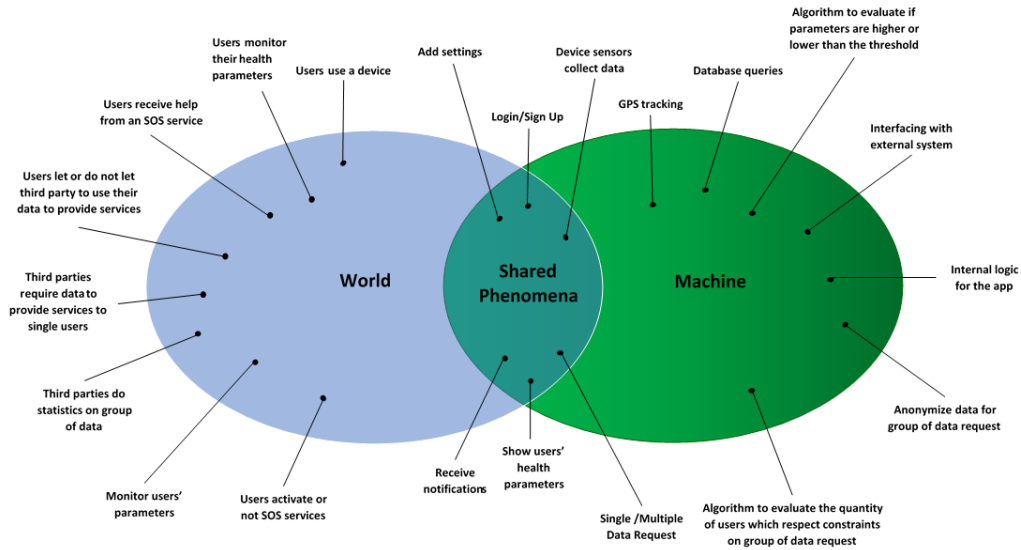 Algorithm to evaluate if
parameters are higher or
lower than the threshold
Users monitor
their health
parameters
Users use a device
Add settings
Device sensors
collect data
Database queries
Users receive help
from an SOS service
Login/Sign Up
GPS tracking
Interfacing with
external system
Users let or do not let
third party to use their
data to provide services
Third parties
require data to
provide services to
single users
World
Shared
Phenomena
Machine
Internal logic
for the app
Third parties do
statistics on group
of data
Anonymize data for
group of data request
Monitor users'
parameters
Users activate or
not SOS services
Receive
notifications
Show users'
health
parameters
Single /Multiple
Data Request
Algorithm to evaluate the quantity
of users which respect constraints
on group of data request